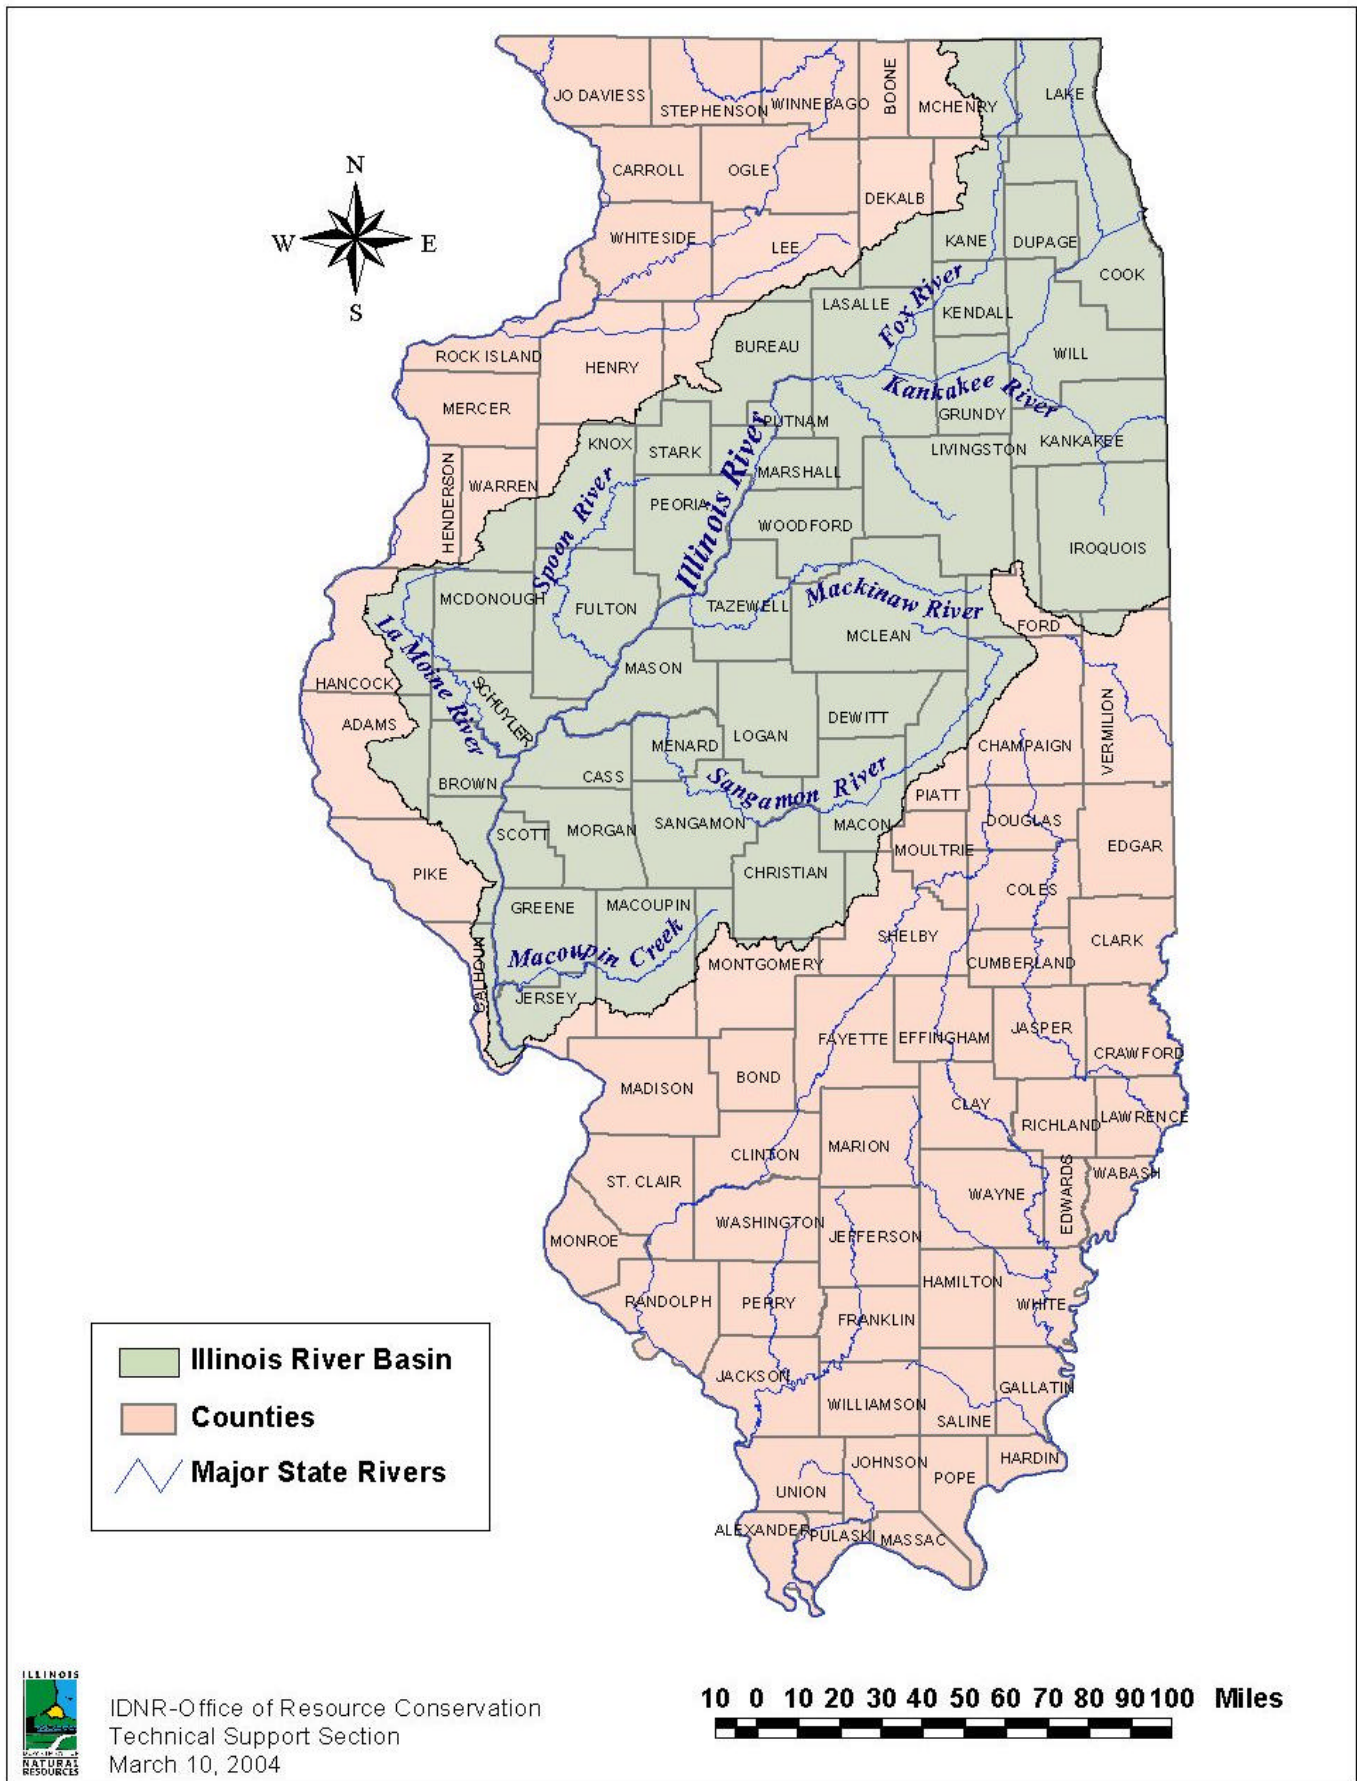 JO DAVIESS
STEPHENSON
WINNEBAGO
BOONE
MCHENRY
LAKE
N
W
E
S
CARROLL
OGLE
DEKALB
KANE
DUPAGE
COOK
WHITESIDE
LEE
LASALLE
Fox River
KENDALL
WILL
ROCK ISLAND
HENRY
BUREAU
Kankakee River
MERCER
PUTNAM
GRUNDY
KANKAKEE
HENDERSON
WARREN
KNOX
STARK
Illinois River
MARSHALL
LIVINGSTON
Spoon River
PEORIA
WOODFORD
IROQUOIS
MCDONOUGH
FULTON
TAZEWELL
Mackinaw River
MCLEAN
FORD
La Moine River
HANCOCK
SCHUYLER
MASON
ADAMS
MENARD
LOGAN
DEWITT
CHAMPAIGN
VERMILION
BROWN
CASS
Sangamon River
PIATT
SCOTT
MORGAN
SANGAMON
MACON
DOUGLAS
EDGAR
PIKE
CHRISTIAN
MOULTRIE
COLES
GREENE
MACOUPIN
SHELBY
CLARK
CALHOUN
Macoupin Creek
MONTGOMERY
CUMBERLAND
JERSEY
FAYETTE
EFFINGHAM
JASPER
CRAWFORD
MADISON
BOND
CLAY
RICHLAND
LAWRENCE
ST. CLAIR
CLINTON
MARION
WAYNE
EDWARDS
WABASH
MONROE
WASHINGTON
JEFFERSON
RANDOLPH
PERRY
FRANKLIN
HAMILTON
WHITE
JACKSON
WILLIAMSON
SALINE
GALLATIN
UNION
JOHNSON
POPE
HARDIN
ALEXANDER
PULASKI
MASSAC
Illinois River Basin
Counties
Major State Rivers
ILLINOIS
NATURAL
RESOURCES
IDNR-Office of Resource Conservation
Technical Support Section
March 10, 2004
10 0 10 20 30 40 50 60 70 80 90 100 Miles